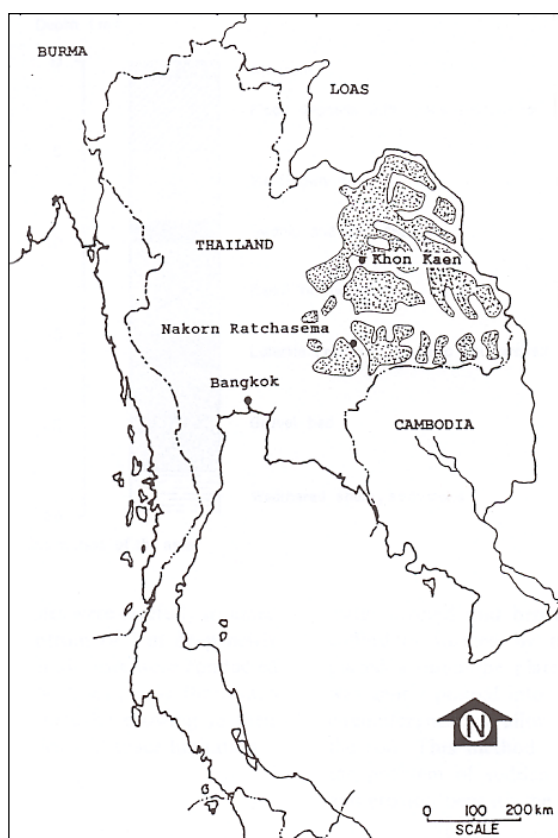 BURMA
LOAS
THAILAND
Khon Kaen
Nakorn Ratchasema
Bangkok
CAMBODIA
N
0 100 200 km
SCALE